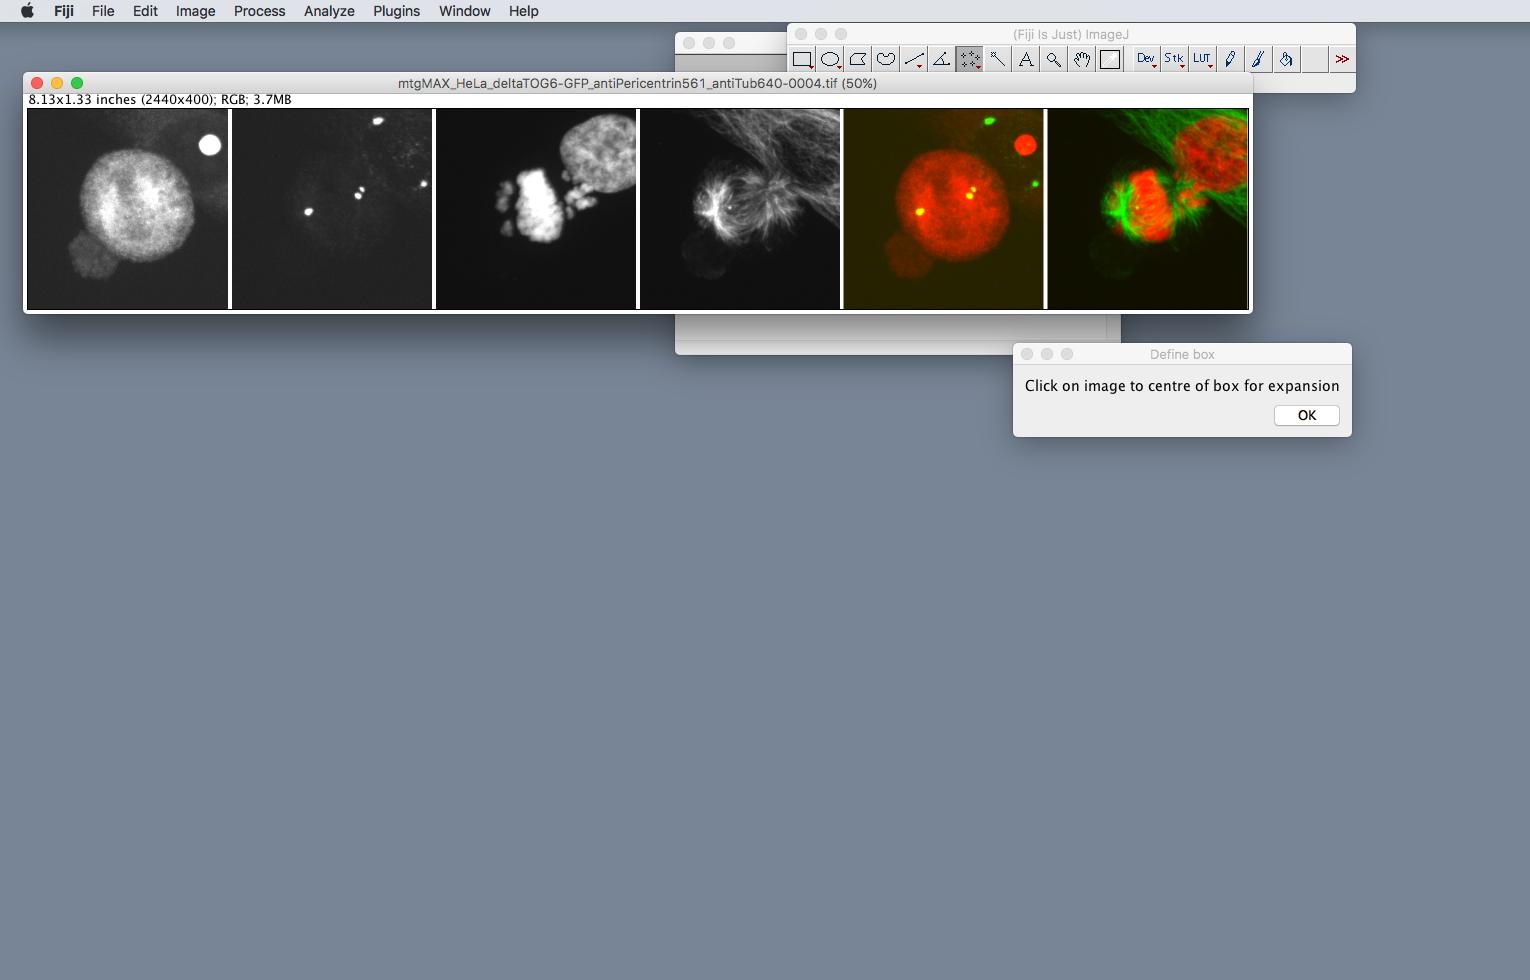 Fiji File Edit Image Process Analyze Plugins Window Help
(Fiji Is Just) ImageJ
A Dev Stk LUT >>
mtgMAX_HeLa_deltaTOG6-GFP_antiPericentrin561_antiTub640-0004.tif (50%)
8.13x1.33 inches (2440x400); RGB; 3.7MB
Define box
Click on image to centre of box for expansion
OK